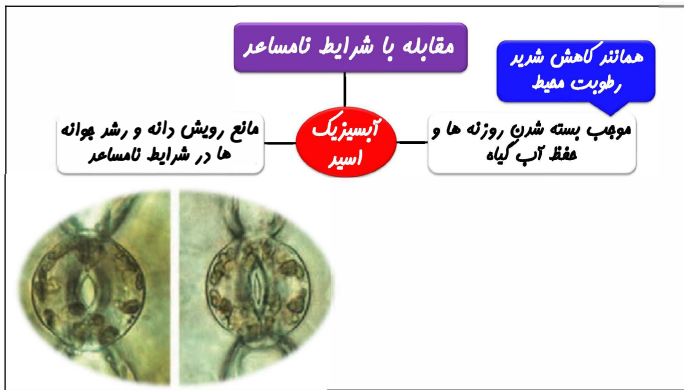 مقابله با شرایط نامساعد
همانند کاهش شدید
رطوبت محیط
موجب بسته شدن روزنه ها و
حفظ آب گیاه
آبسیزیک
اسید
مانع رویش دانه و رشد جوانه
ها در شرایط نامساعد